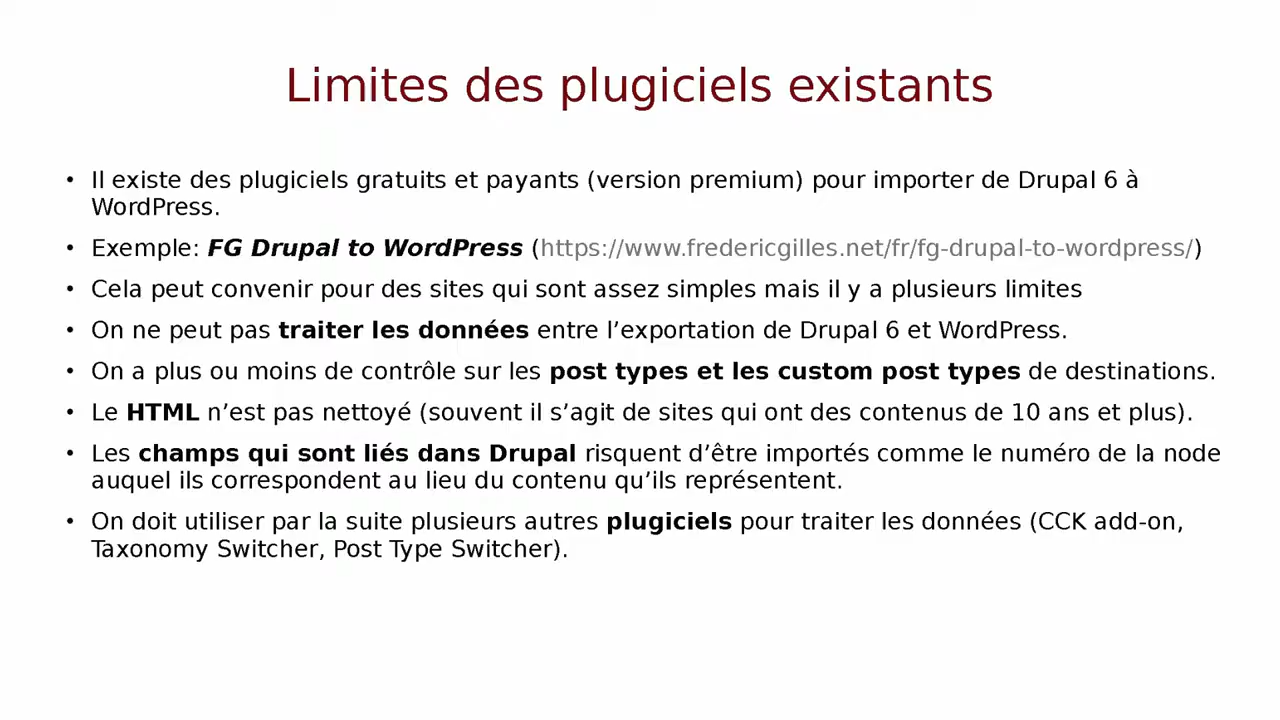 Limites des plugiciels existants
• Il existe des plugiciels gratuits et payants (version premium) pour importer de Drupal 6 à
WordPress.
• Exemple: FG Drupal to WordPress (https://www.fredericgilles.net/fr/fg-drupal-to-wordpress/)
• Cela peut convenir pour des sites qui sont assez simples mais il y a plusieurs limites
• On ne peut pas traiter les données entre l’exportation de Drupal 6 et WordPress.
• On a plus ou moins de contrôle sur les post types et les custom post types de destinations.
• Le HTML n’est pas nettoyé (souvent il s’agit de sites qui ont des contenus de 10 ans et plus).
• Les champs qui sont liés dans Drupal risquent d’être importés comme le numéro de la node
auquel ils correspondent au lieu du contenu qu’ils représentent.
• On doit utiliser par la suite plusieurs autres plugiciels pour traiter les données (CCK add-on,
Taxonomy Switcher, Post Type Switcher).